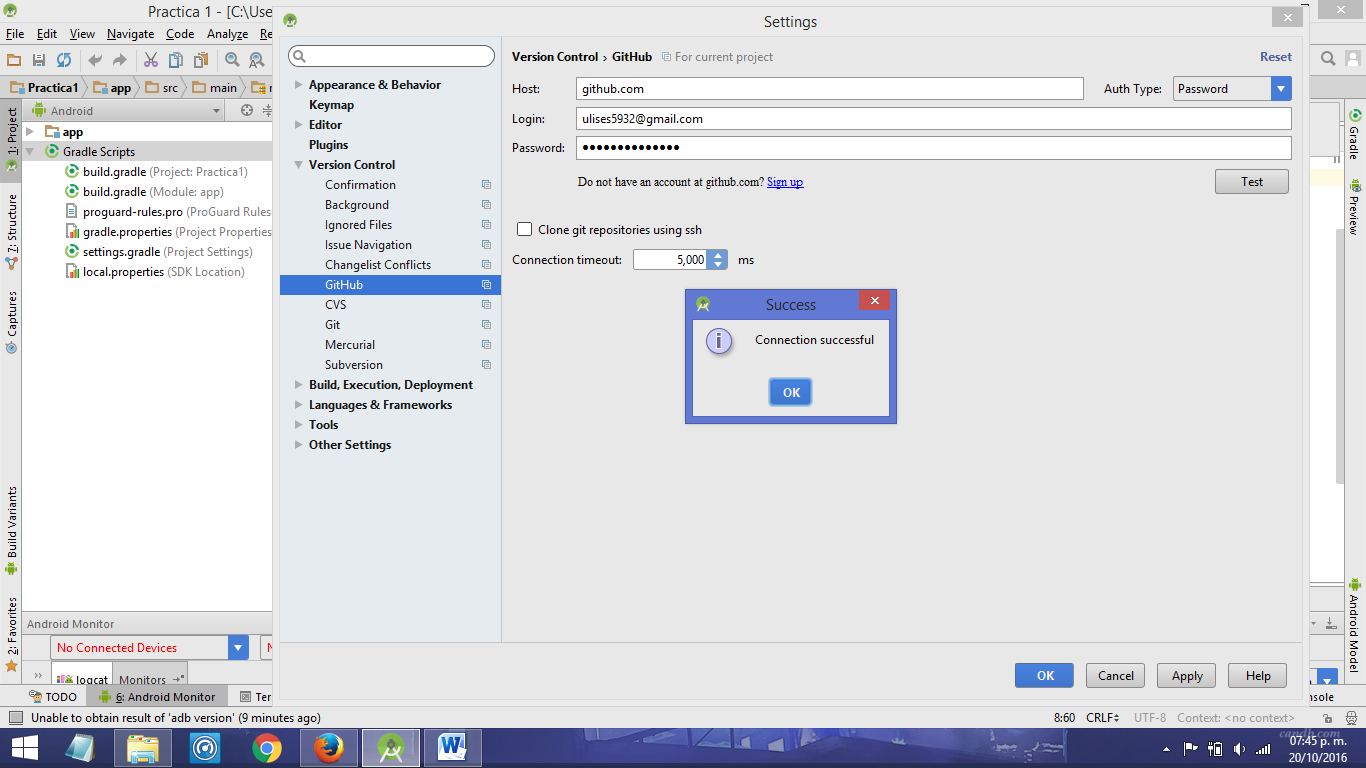 Practica 1 - [C:\Use
Settings
File Edit View Navigate Code Analyze Re
Practica1 app src main
Android
app
Gradle Scripts
build.gradle (Project: Practica1)
build.gradle (Module: app)
proguard-rules.pro (ProGuard Rules
gradle.properties (Project Properties
settings.gradle (Project Settings)
local.properties (SDK Location)
1: Project
7: Structure
Captures
Build Variants
2: Favorites
Appearance & Behavior
Keymap
Editor
Plugins
Version Control
Confirmation
Background
Ignored Files
Issue Navigation
Changelist Conflicts
GitHub
CVS
Git
Mercurial
Subversion
Build, Execution, Deployment
Languages & Frameworks
Tools
Other Settings
Version Control › GitHub For current project Reset
Host: github.com Auth Type: Password
Login: ulises5932@gmail.com
Password: ●●●●●●●●●●●●●●
Do not have an account at github.com? Sign up Test
Clone git repositories using ssh
Connection timeout: 5,000 ms
Success
Connection successful
OK
OK Cancel Apply Help
Gradle
Preview
Android Model
Android Monitor
No Connected Devices N
logcat Monitors
TODO 6: Android Monitor Ter nsole
Unable to obtain result of 'adb version' (9 minutes ago) 8:60 CRLF UTF-8 Context: <no context>
candh.com
07:45 p. m.
20/10/2016